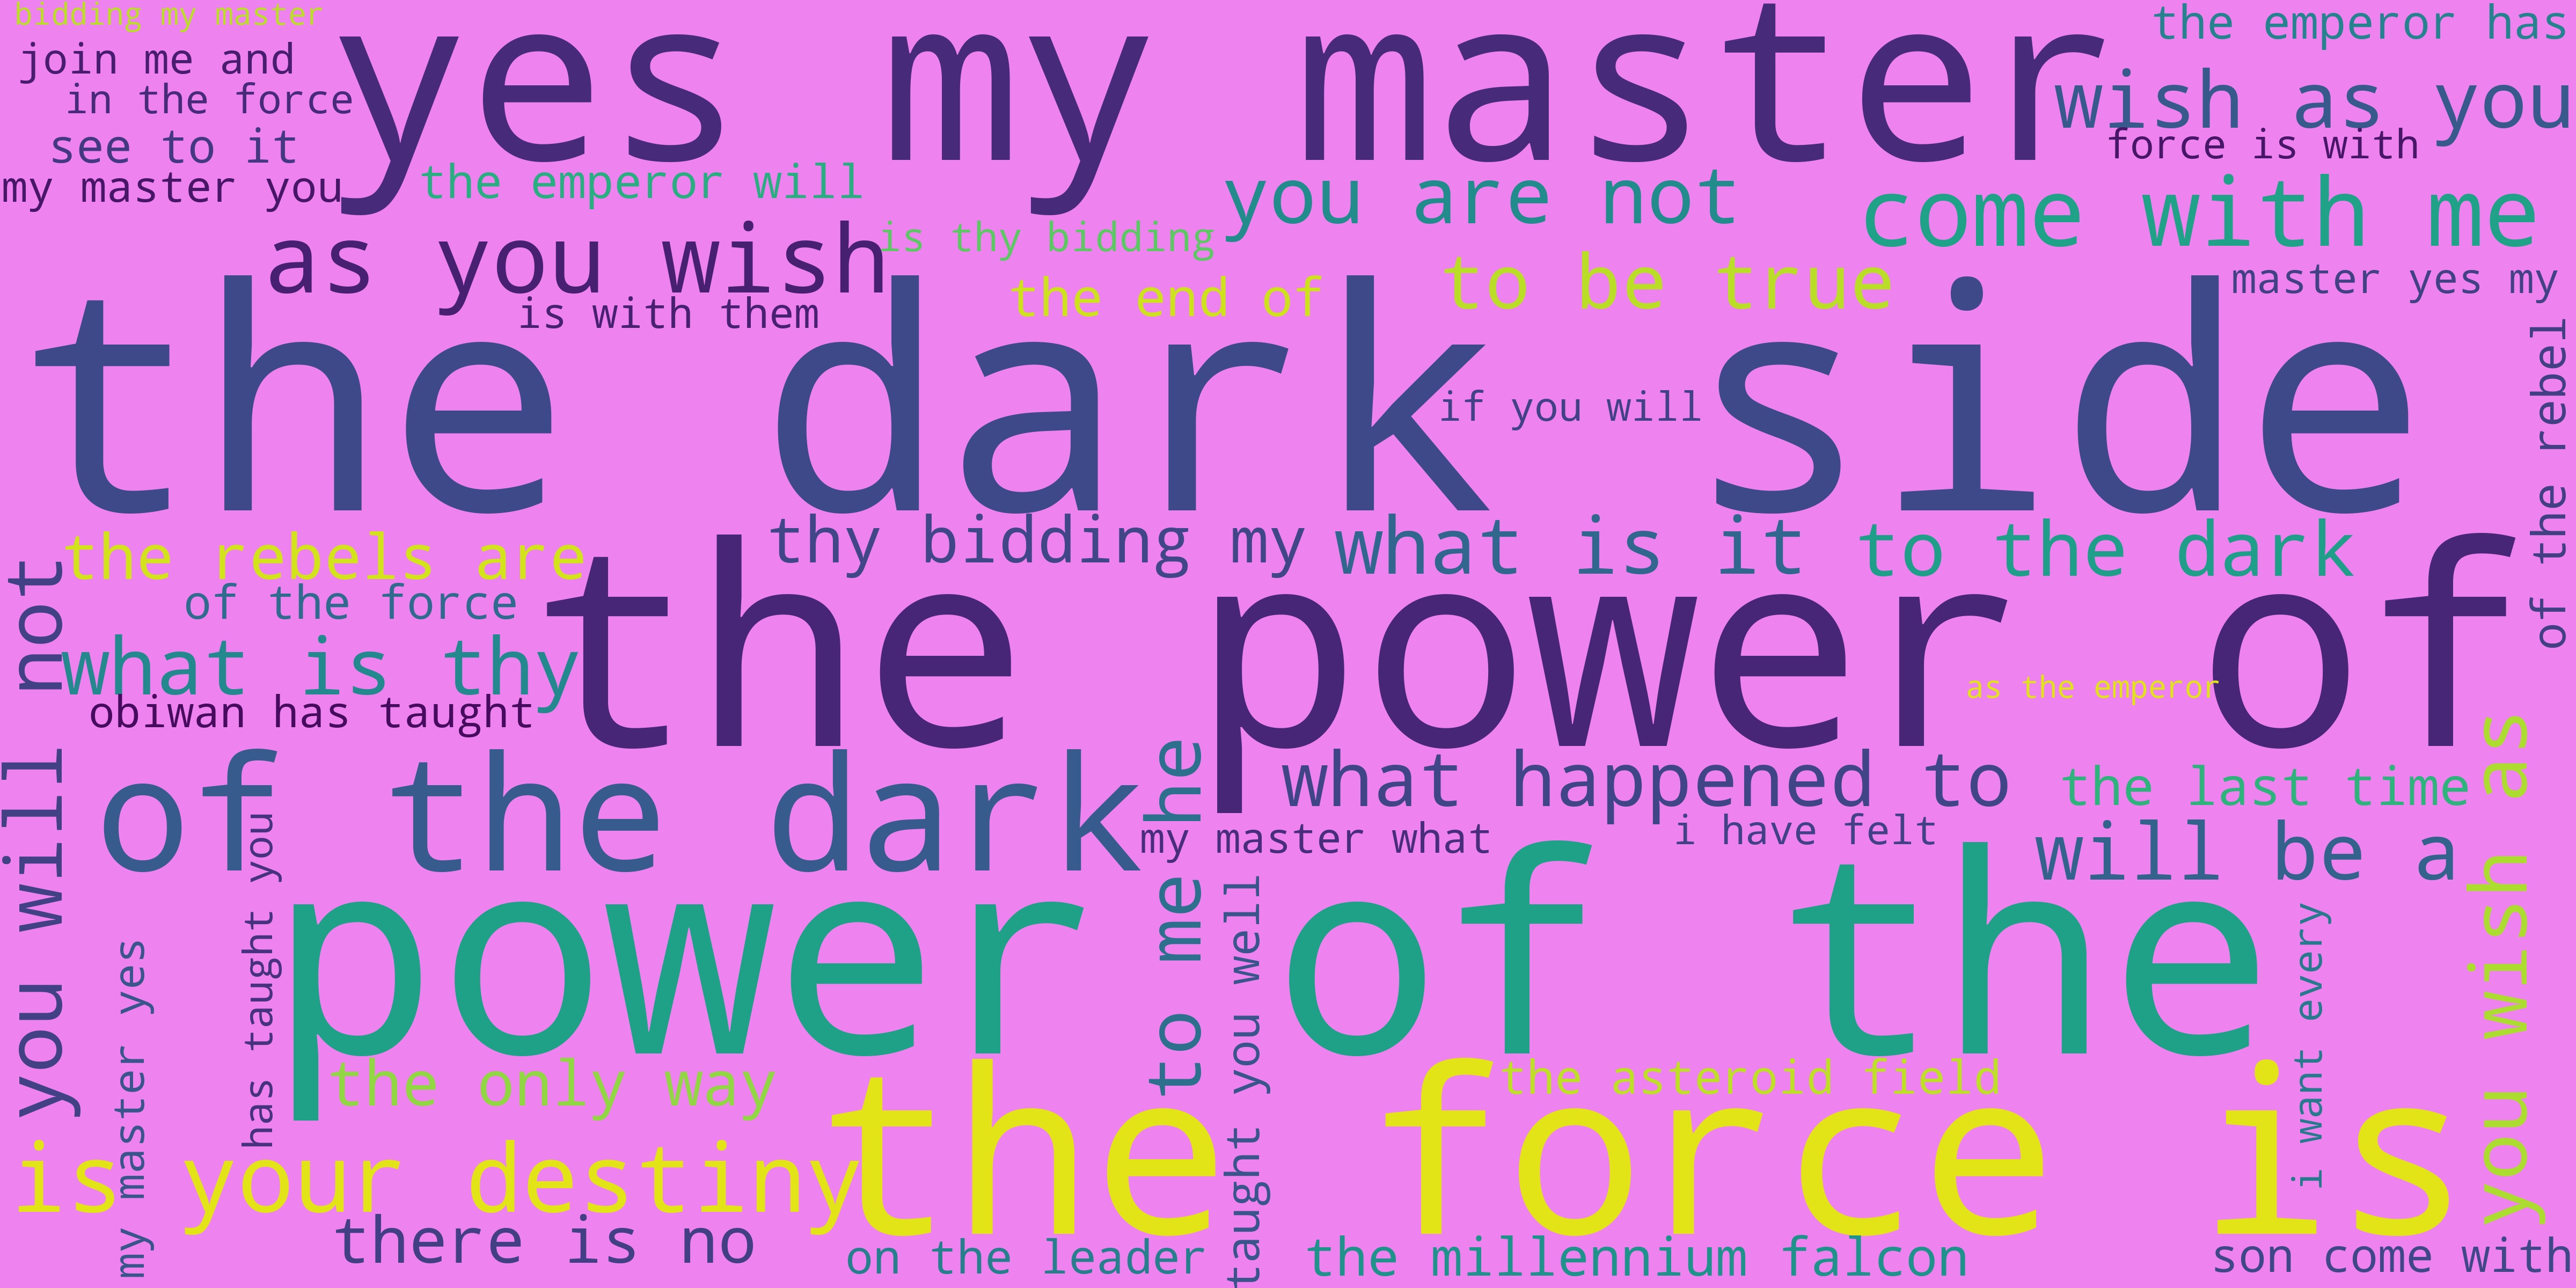 bidding my master
yes my master
the emperor has
join me and
in the force
wish as you
see to it
force is with
my master you
the emperor will
you are not
come with me
as you wish
is thy bidding
to be true
the end of
master yes my
is with them
the dark side
if you will
of the rebel
thy bidding my
what is it
to the dark
the rebels are
of the force
the power of
what is thy
obiwan has taught
as the emperor
you will not
of the dark
to me he
what happened to
the last time
my master what
i have felt
will be a
has taught you
power of the
taught you well
i want every
you wish as
my master yes
the only way
the force is
the asteroid field
is your destiny
there is no
on the leader
the millennium falcon
son come with